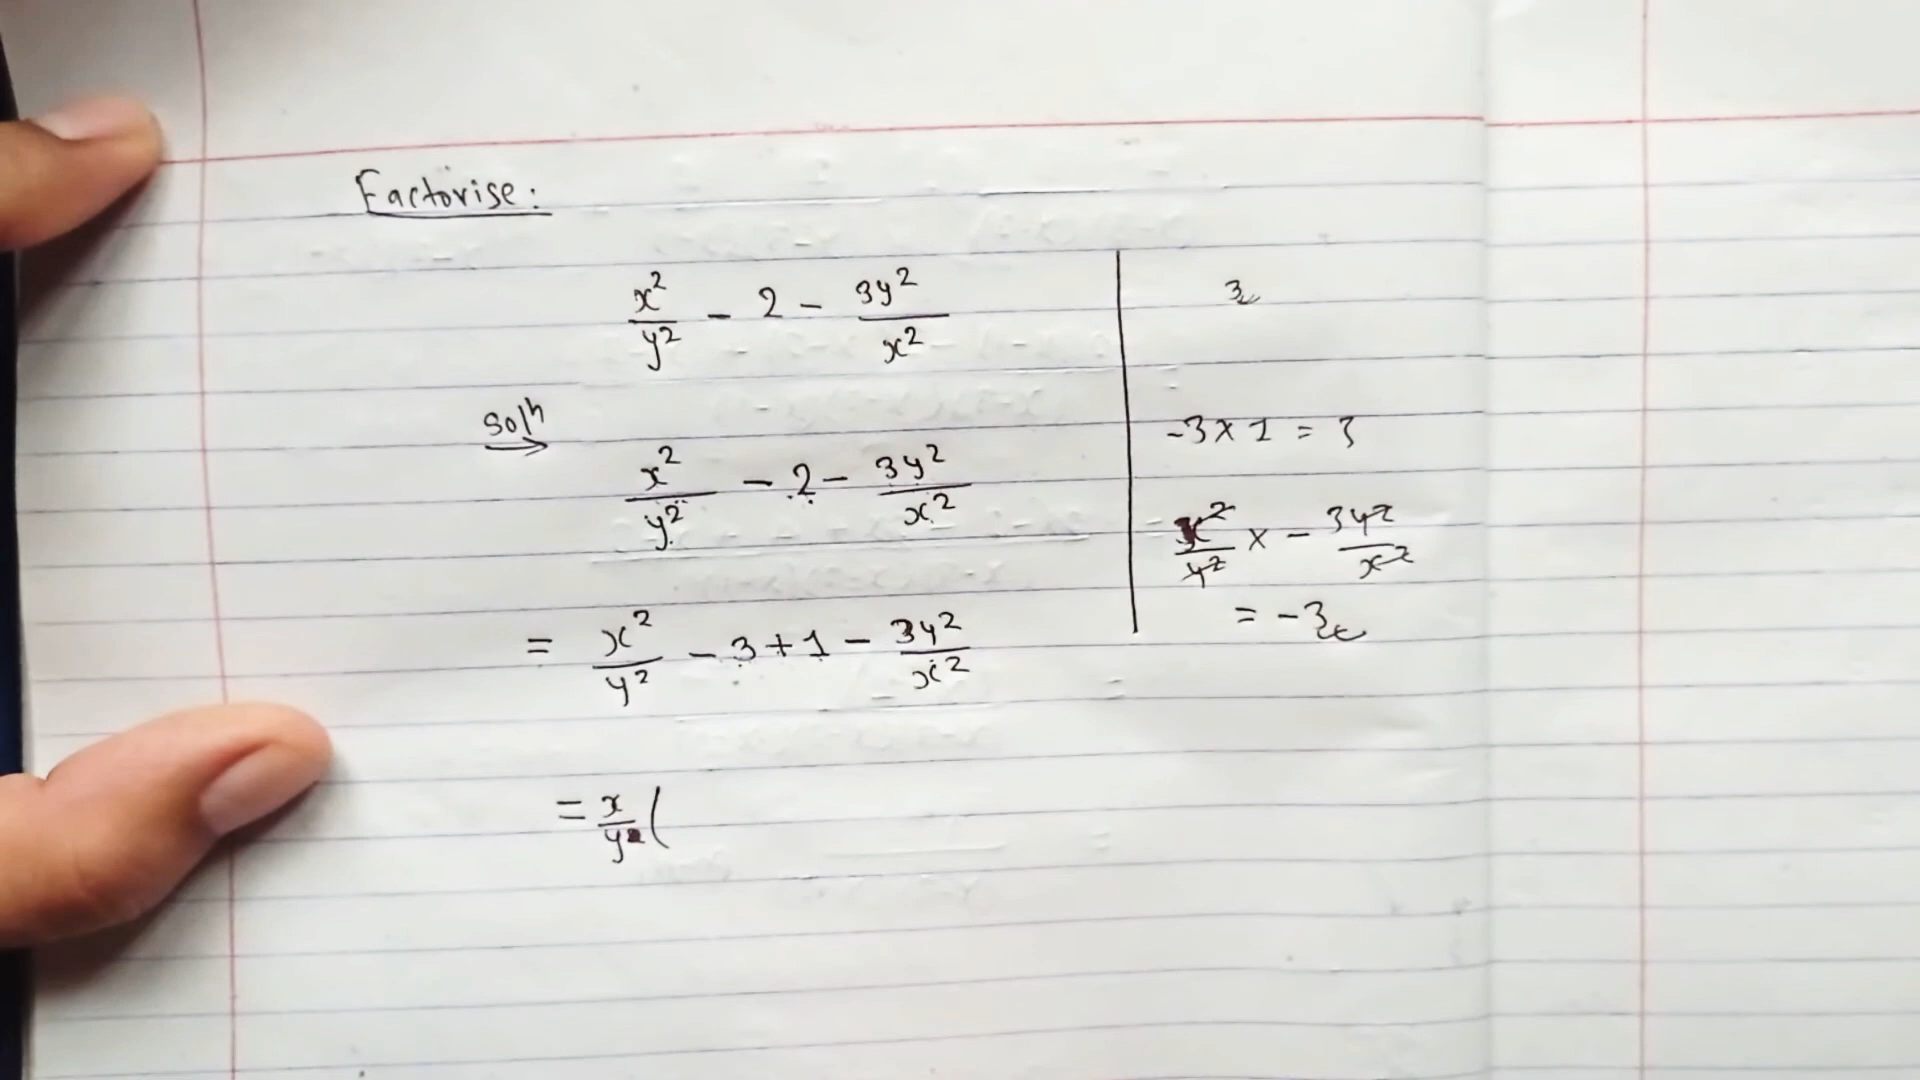 Factorise:
x²/y² - 2 - 3y²/x²
Solⁿ
x²/y² - 2 - 3y²/x²
= x²/y² - 3 + 1 - 3y²/x²
= x/y (
3
-3 × 1 = 3
x²/y² × - 3y²/x²
= -3